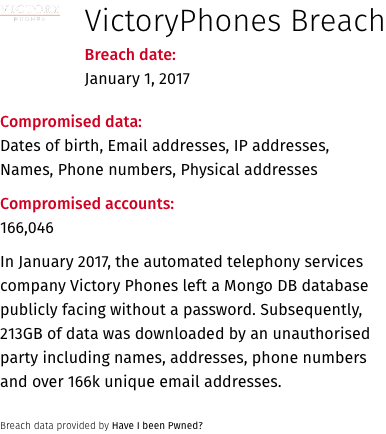 VICTORY
PHONES
VictoryPhones Breach
Breach date:
January 1, 2017
Compromised data:
Dates of birth, Email addresses, IP addresses,
Names, Phone numbers, Physical addresses
Compromised accounts:
166,046
In January 2017, the automated telephony services
company Victory Phones left a Mongo DB database
publicly facing without a password. Subsequently,
213GB of data was downloaded by an unauthorised
party including names, addresses, phone numbers
and over 166k unique email addresses.
Breach data provided by Have I been Pwned?